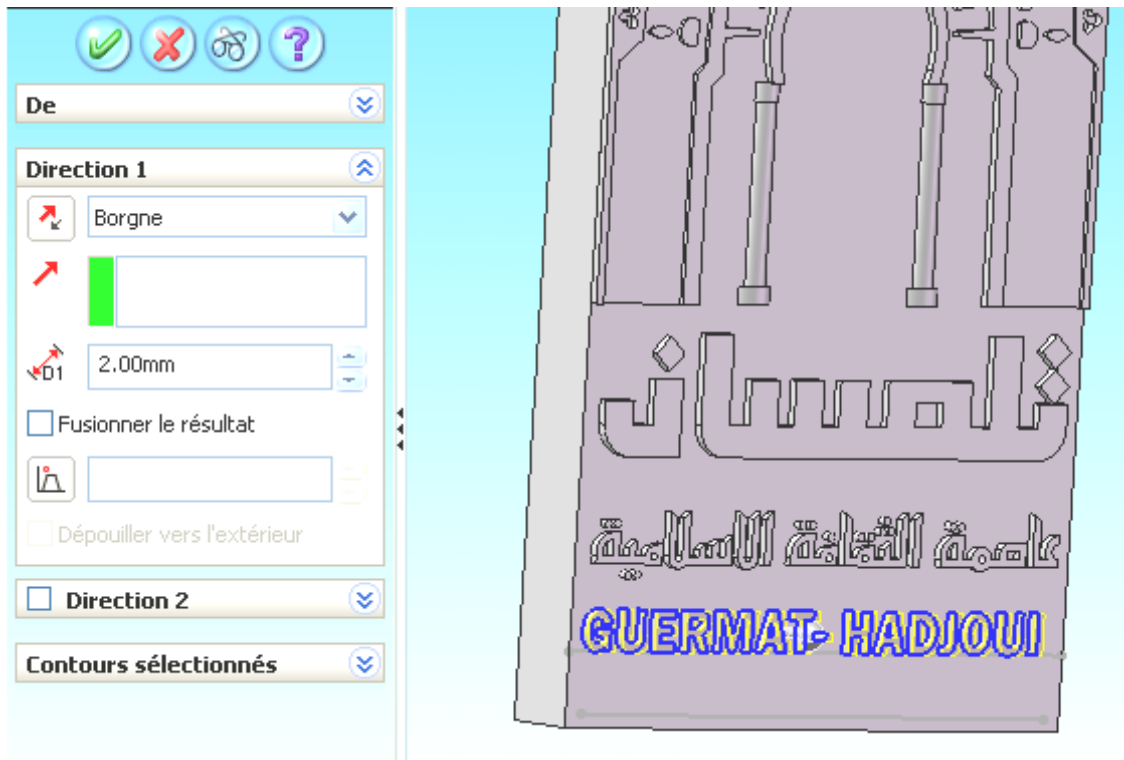 De
Direction 1
Borgne
D1
2.00mm
Fusionner le résultat
Dépouiller vers l'extérieur
Direction 2
Contours sélectionnés
تلمسان
عاصمة الثقافة الاسلامية
GUERMAT- HADJOUI